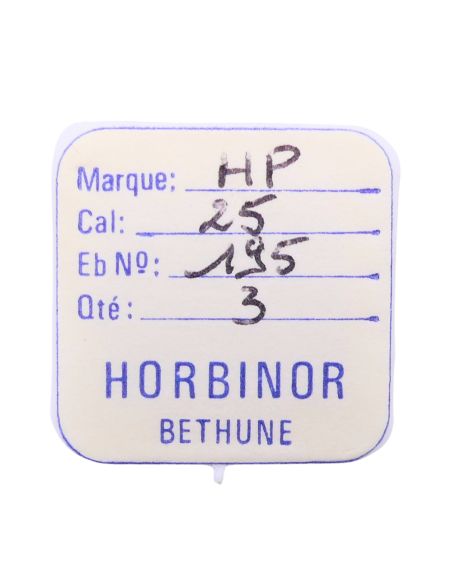 Marque: HP
Cal: 25
Eb Nº: 195
Qté: 3
HORBINOR
BETHUNE